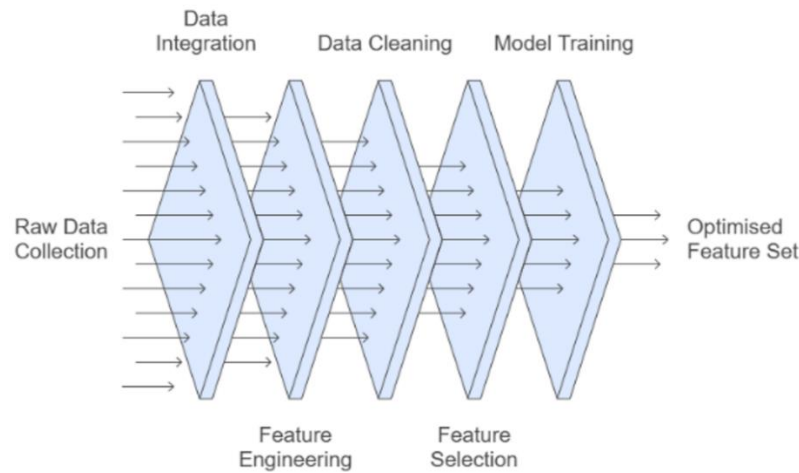 Data
Integration
Data Cleaning
Model Training
Raw Data
Collection
Optimised
Feature Set
Feature
Engineering
Feature
Selection